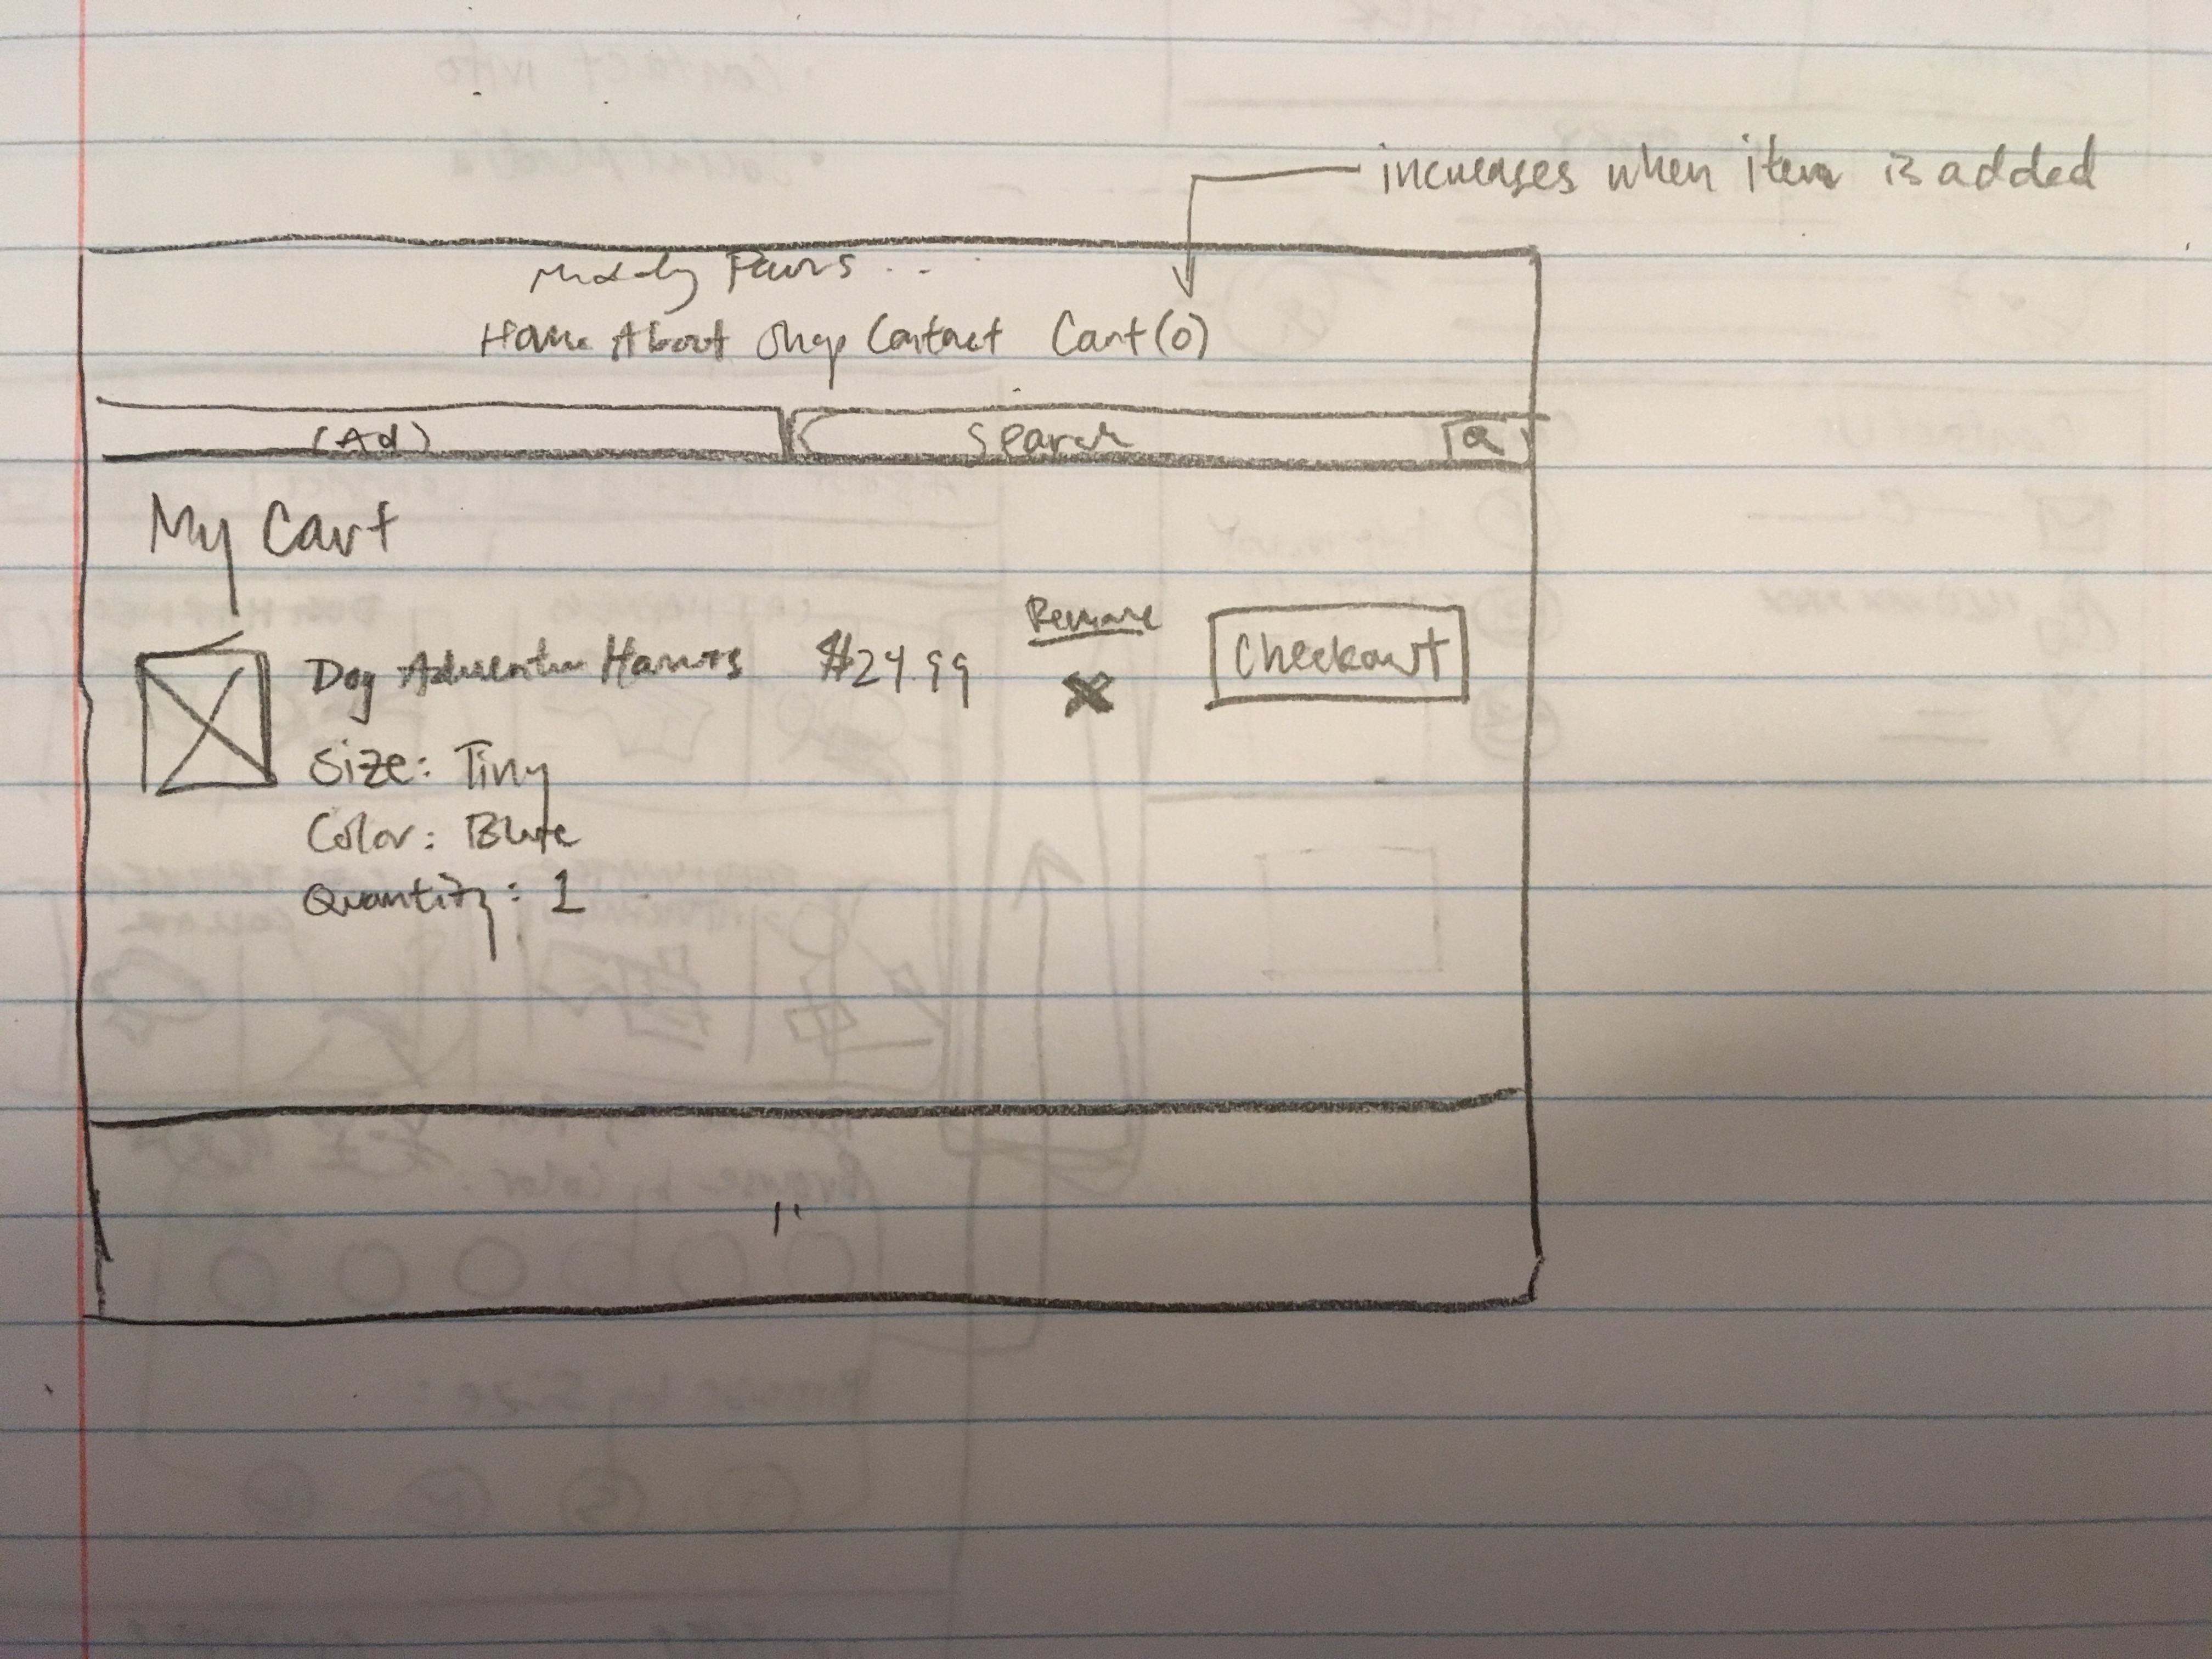 increases when item is added
Muddy Paws...
Home About Shop Contact Cart(0)
(Ad) Search
My Cart
Remove
Dog Adventure Harness $24.99 X Checkout
Size: Tiny
Color: Blue
Quantity: 1